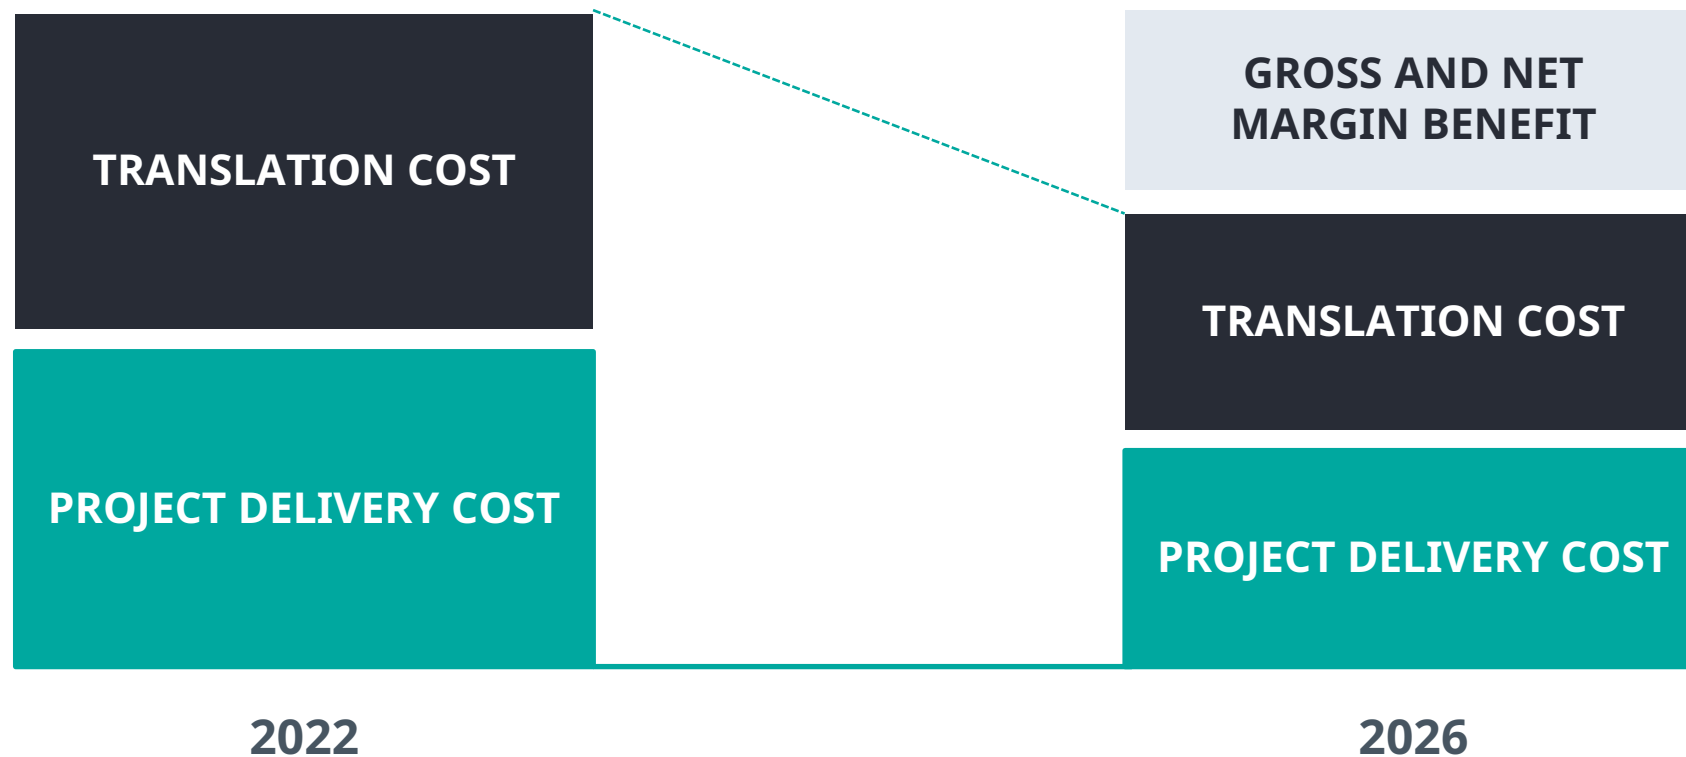 TRANSLATION COST
PROJECT DELIVERY COST
2022
GROSS AND NET
MARGIN BENEFIT
TRANSLATION COST
PROJECT DELIVERY COST
2026